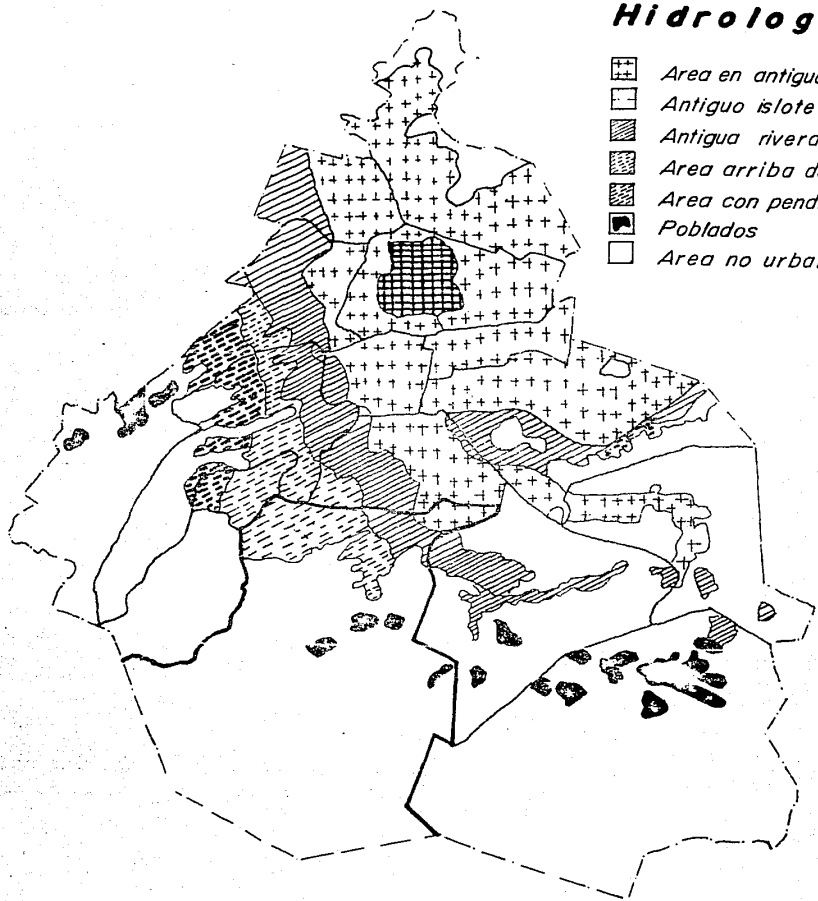 Hidrolog
Area en antigua
Antiguo islote
Antigua rivera
Area arriba d
Area con pend
Poblados
Area no urba